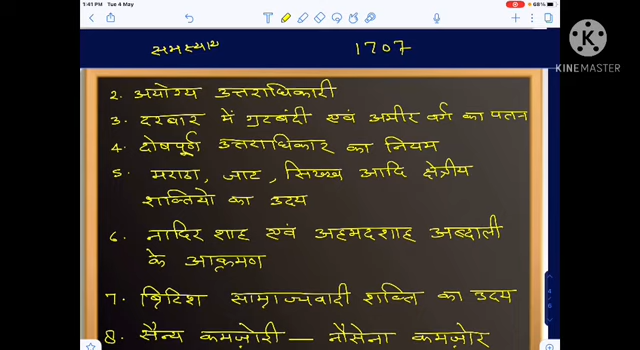 1:41 PM Tue 4 May
68%
समस्याए 1707
KINEMASTER
2. अयोग्य उत्तराधिकारी
3. दरबार में गुटबंदी एवं अमीर वर्ग का पतन
4. दोषपूर्ण उत्तराधिकार का नियम
5. मराठा, जाट, सिख्ख आदि क्षेत्रीय
शक्तियो का उदय
6. नादिर शाह एवं अहमदशाह अब्दाली
के आक्रमण
7. ब्रिटिश साम्राज्यवादी शक्ति का उदय
8. सैन्य कमज़ोरी – नौसेना कमज़ोर